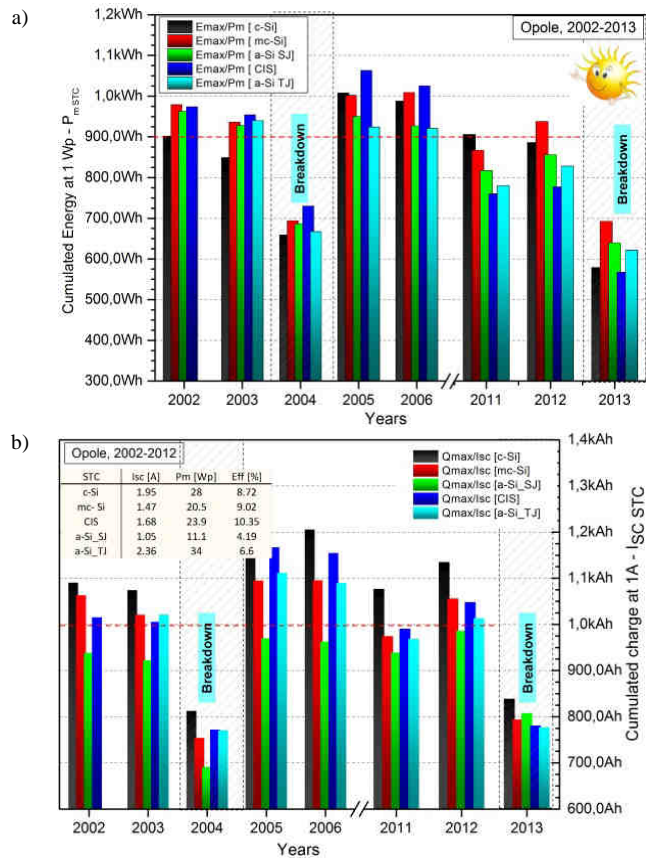 a)
Emax/Pm [ c-Si]
Emax/Pm [ mc-Si]
Emax/Pm [ a-Si SJ]
Emax/Pm [ CIS]
Emax/Pm [ a-Si TJ]
Opole, 2002-2013
Cumulated Energy at 1 Wp - Pm STC
1,2kWh
1,1kWh
1,0kWh
900,0Wh
800,0Wh
700,0Wh
600,0Wh
500,0Wh
400,0Wh
300,0Wh
Breakdown
Breakdown
2002 2003 2004 2005 2006 2011 2012 2013
Years
b)
Opole, 2002-2012
STC Isc [A] Pm [Wp] Eff [%]
c-Si 1.95 28 8.72
mc- Si 1.47 20.5 9.02
CIS 1.68 23.9 10.35
a-Si_SJ 1.05 11.1 4.19
a-Si_TJ 2.36 34 6.6
Qmax/Isc [c-Si]
Qmax/Isc [mc-Si]
Qmax/Isc [a-Si_SJ]
Qmax/Isc [CIS]
Qmax/Isc [a-Si_TJ]
1,4kAh
1,3kAh
1,2kAh
1,1kAh
1,0kAh
900,0Ah
800,0Ah
700,0Ah
600,0Ah
Cumulated charge at 1A - ISC STC
Breakdown
Breakdown
2002 2003 2004 2005 2006 2011 2012 2013
Years